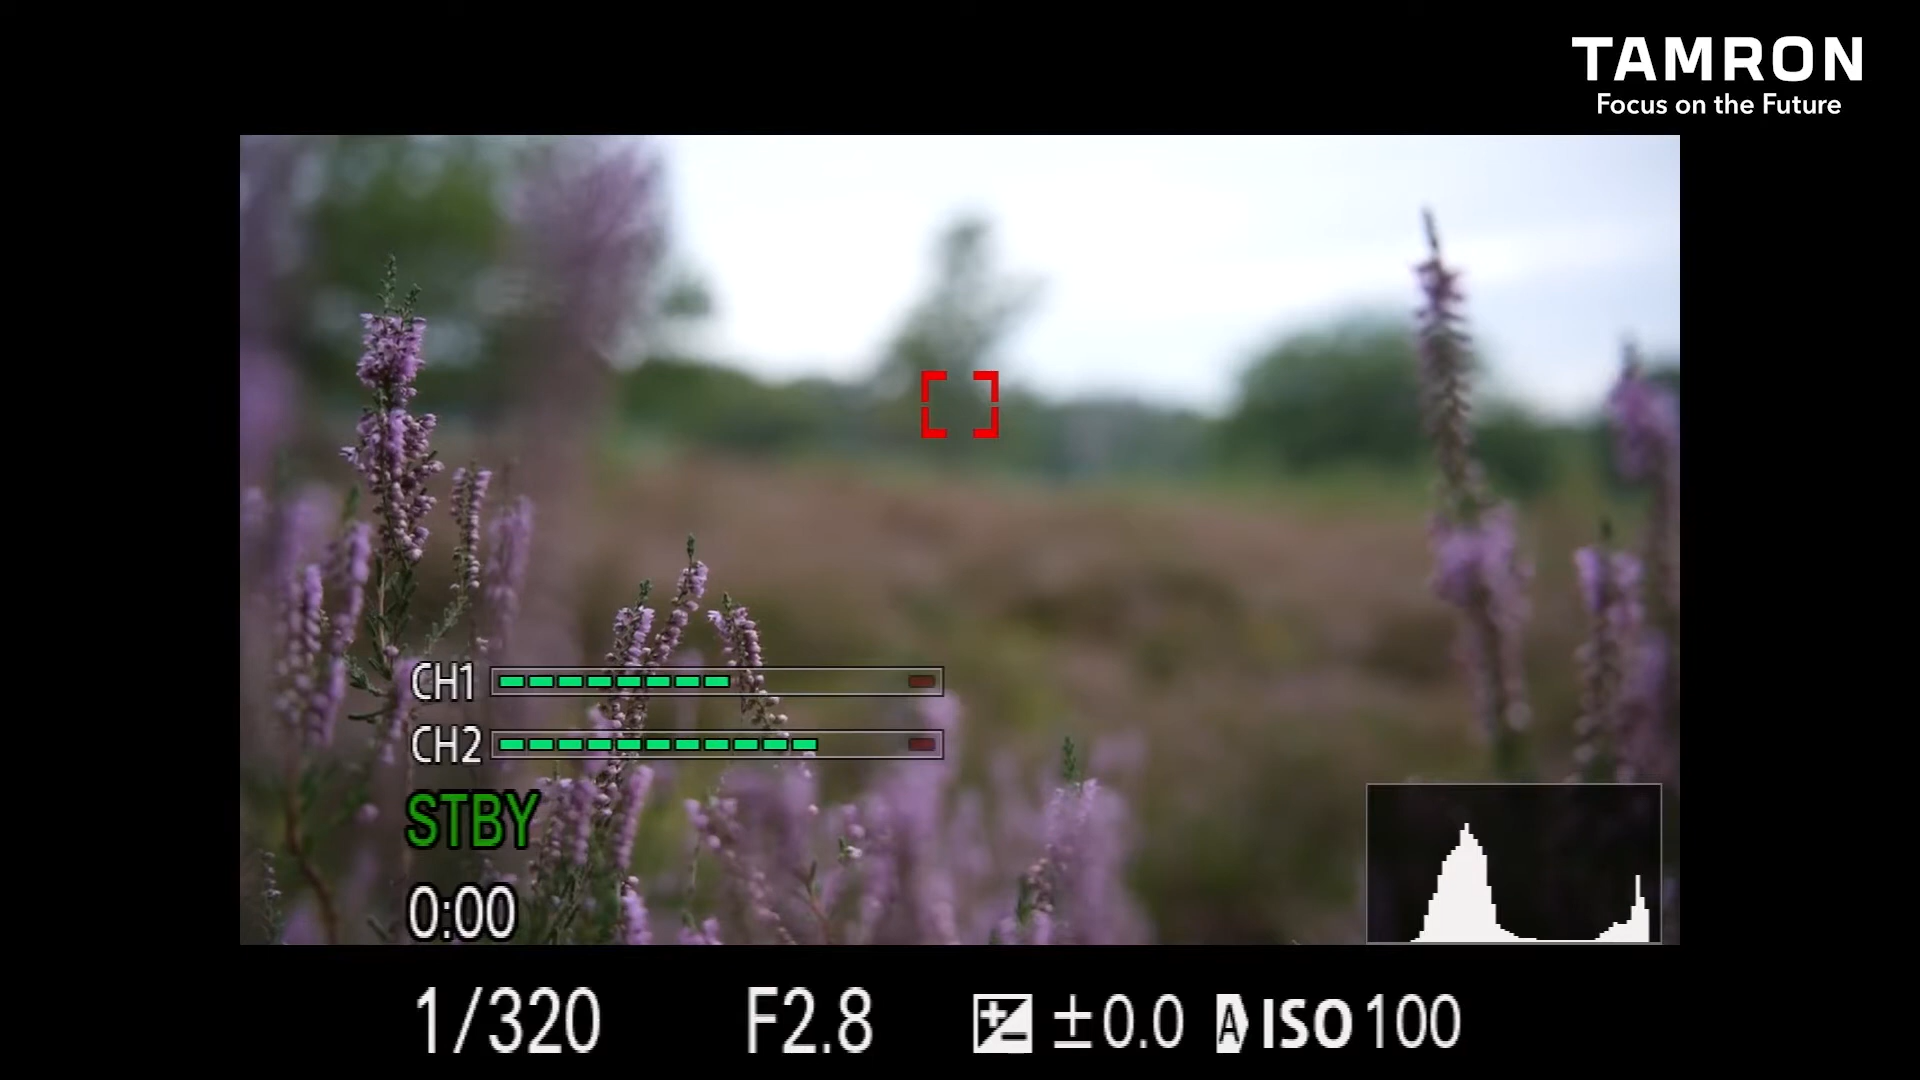 TAMRON
Focus on the Future
CH1
CH2
STBY
0:00
1/320 F2.8 ±0.0 A ISO 100